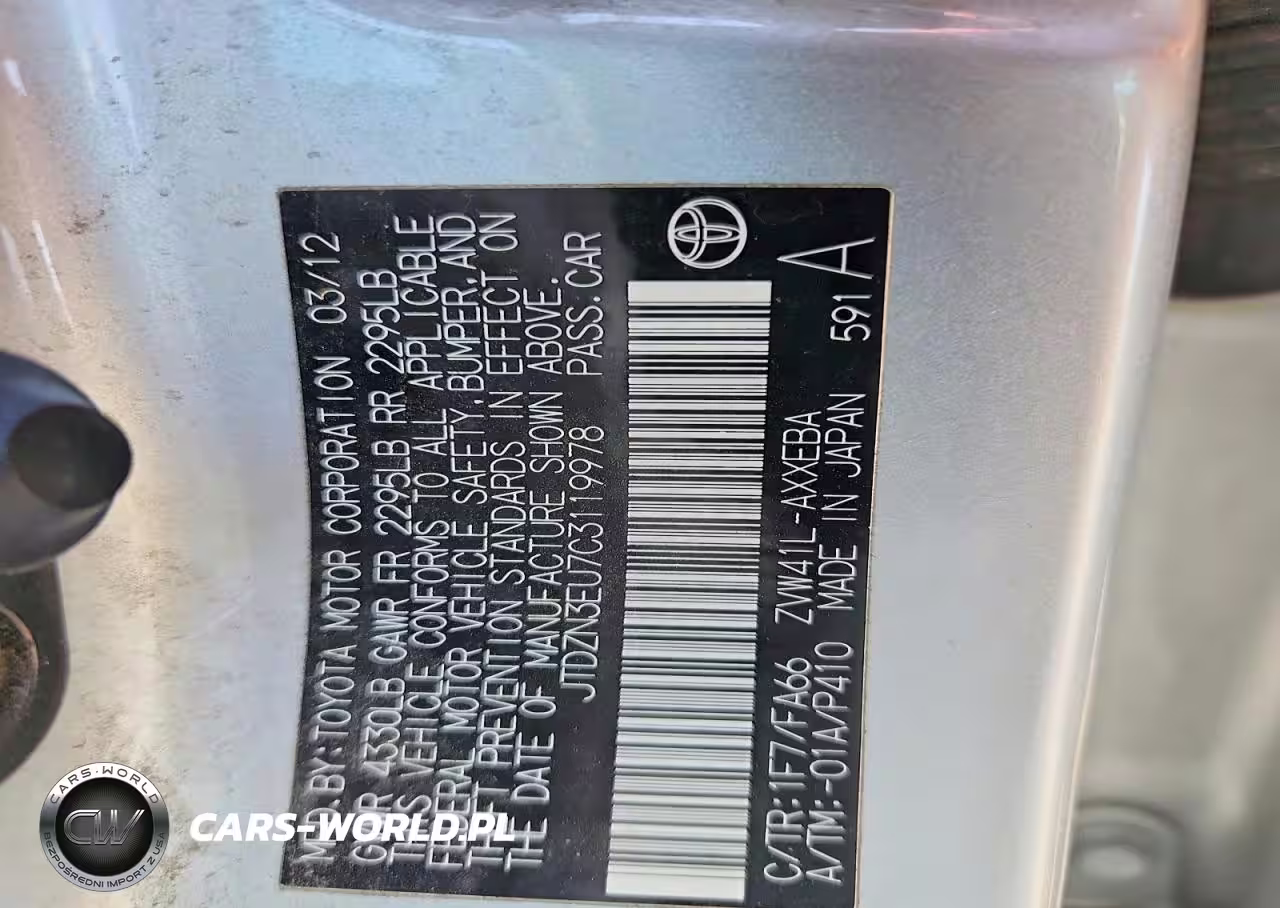 MFD.BY:TOYOTA MOTOR CORPORATION 03/12
GVWR 4330LB GAWR FR 2295LB RR 2295LB
THIS VEHICLE CONFORMS TO ALL APPLICABLE
FEDERAL MOTOR VEHICLE SAFETY,BUMPER,AND
THEFT PREVENTION STANDARDS IN EFFECT ON
THE DATE OF MANUFACTURE SHOWN ABOVE.
JTDZN3EU7C3119978 PASS.CAR
C/TR:1F7/FA66 ZVW41L-AXXEBA
A/TM:-01A/P410 MADE IN JAPAN 591 A
CARS-WORLD
CW
BEZPOŚREDNI IMPORT Z USA
CARS-WORLD.PL